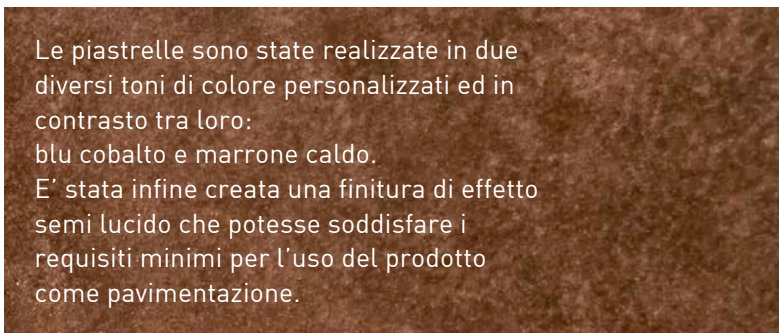 Le piastrelle sono state realizzate in due
diversi toni di colore personalizzati ed in
contrasto tra loro:
blu cobalto e marrone caldo.
E’ stata infine creata una finitura di effetto
semi lucido che potesse soddisfare i
requisiti minimi per l’uso del prodotto
come pavimentazione.